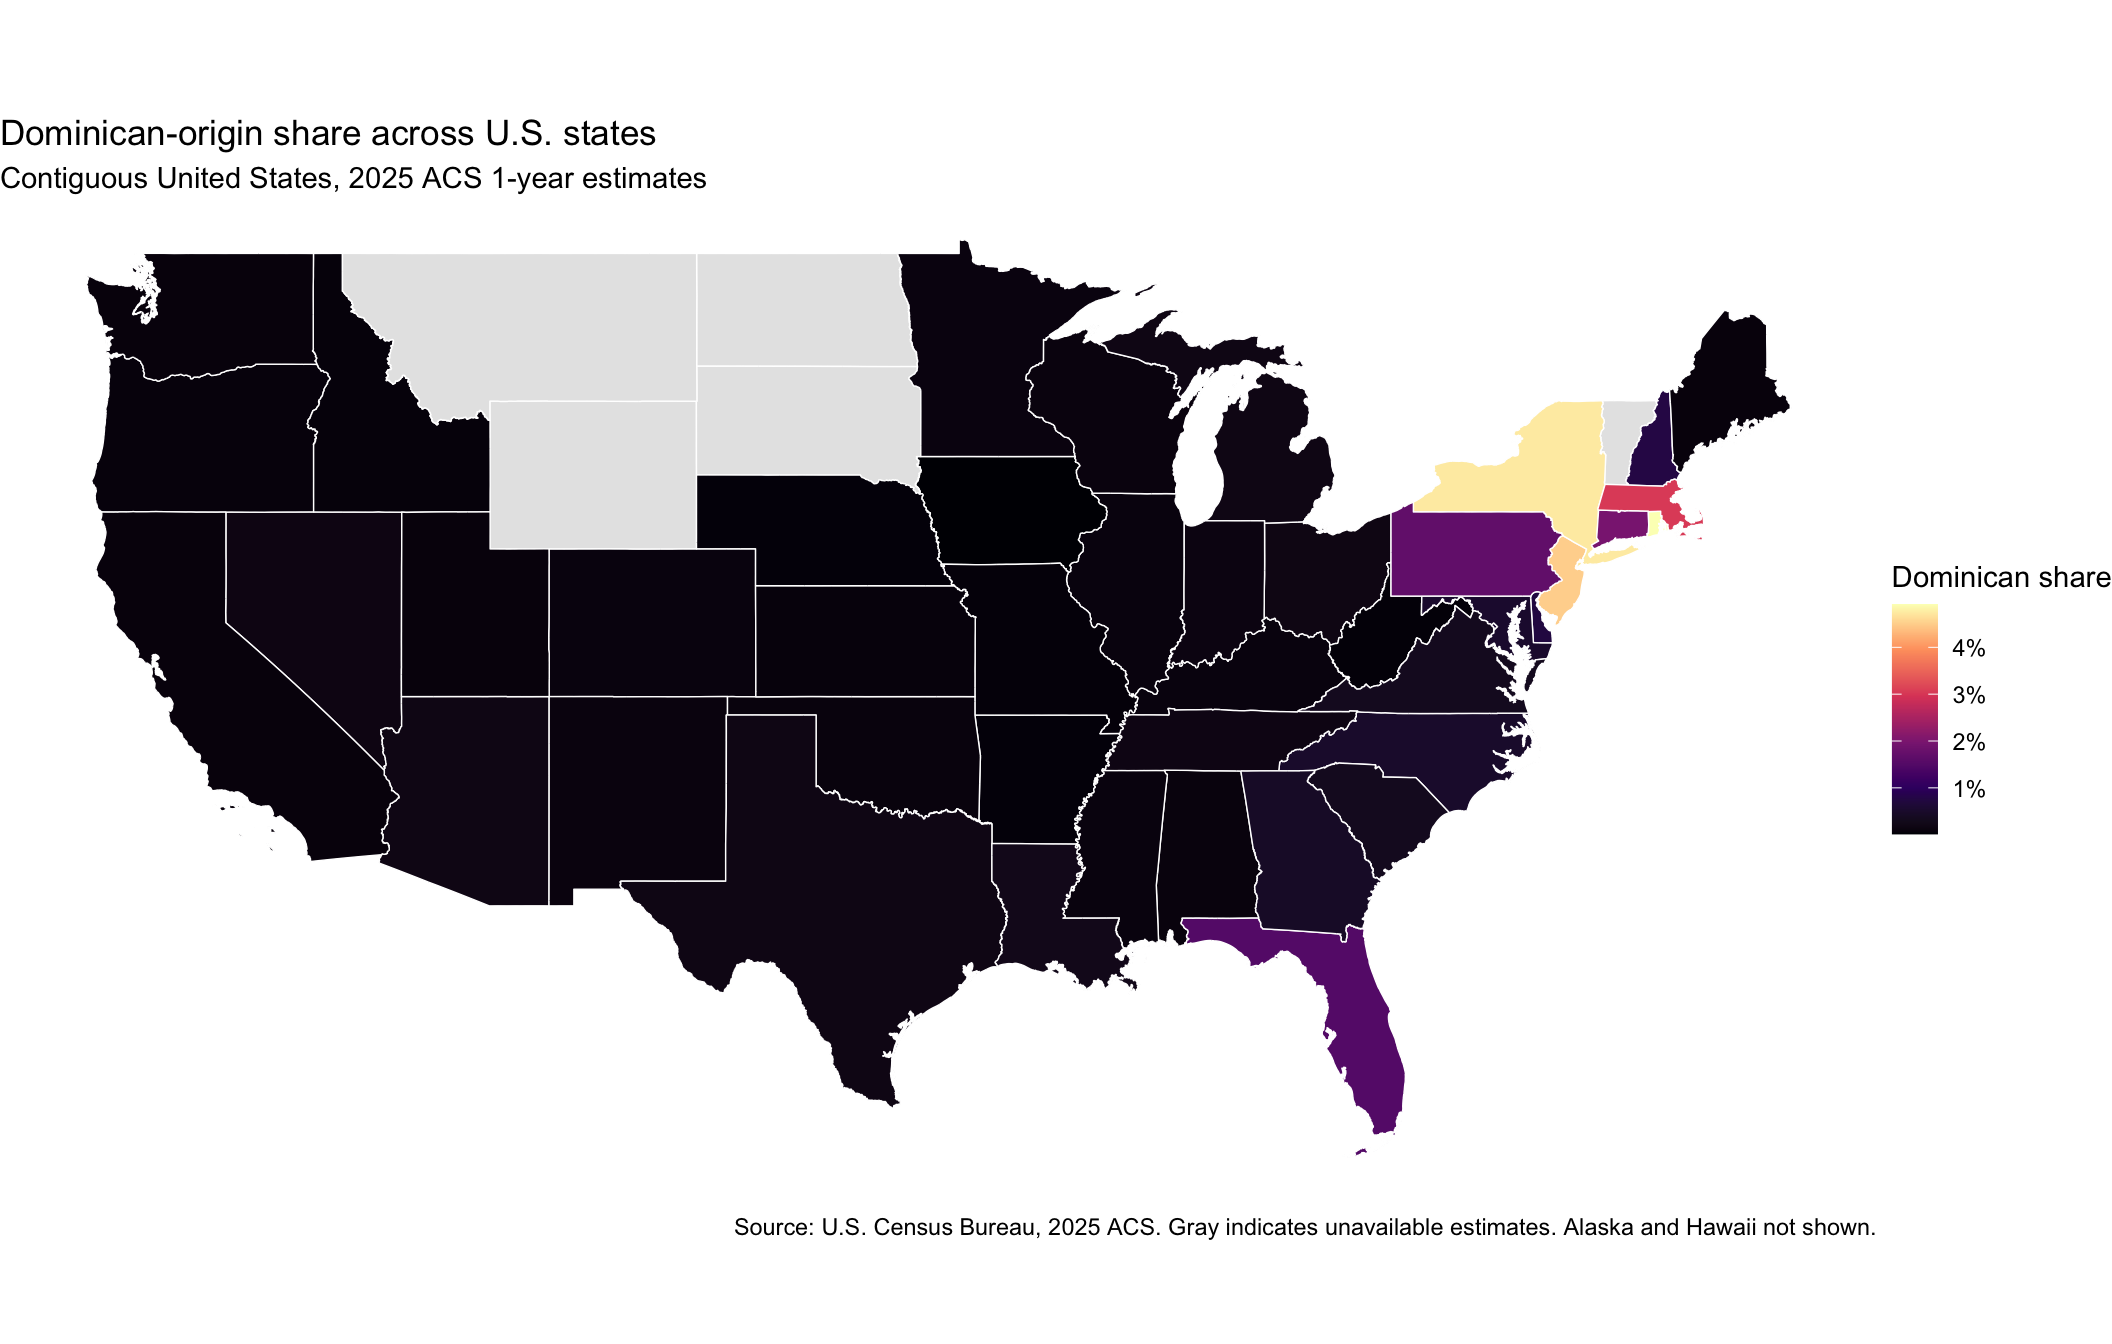 Dominican-origin share across U.S. states
Contiguous United States, 2025 ACS 1-year estimates
Dominican share
4%
3%
2%
1%
Source: U.S. Census Bureau, 2025 ACS. Gray indicates unavailable estimates. Alaska and Hawaii not shown.